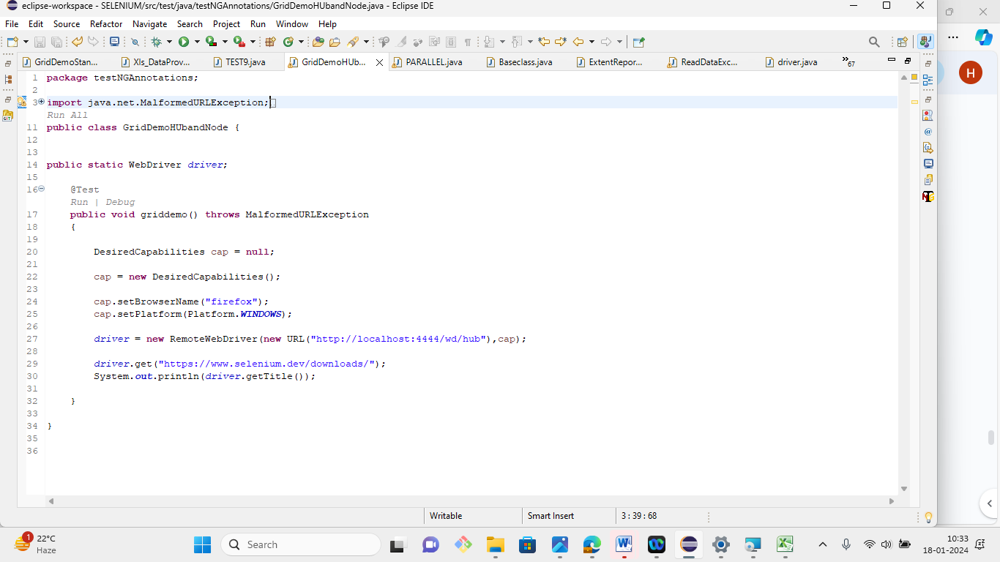 eclipse-workspace - SELENIUM/src/test/java/testNGAnnotations/GridDemoHUbandNode.java - Eclipse IDE
File Edit Source Refactor Navigate Search Project Run Window Help
GridDemoStan... Xls_DataProv... TEST9.java GridDemoHUb... PARALLEL.java Baseclass.java ExtentRepor... ReadDataExc... driver.java »67
H
1 package testNGAnnotations;
2
3 import java.net.MalformedURLException;
Run All
11 public class GridDemoHUbandNode {
12
13
14 public static WebDriver driver;
15
16 @Test
Run | Debug
17 public void griddemo() throws MalformedURLException
18 {
19
20 DesiredCapabilities cap = null;
21
22 cap = new DesiredCapabilities();
23
24 cap.setBrowserName("firefox");
25 cap.setPlatform(Platform.WINDOWS);
26
27 driver = new RemoteWebDriver(new URL("http://localhost:4444/wd/hub"),cap);
28
29 driver.get("https://www.selenium.dev/downloads/");
30 System.out.println(driver.getTitle());
31
32 }
33
34 }
35
36
Writable Smart Insert 3 : 39 : 68
1
22°C
Haze
Search
10:33
18-01-2024